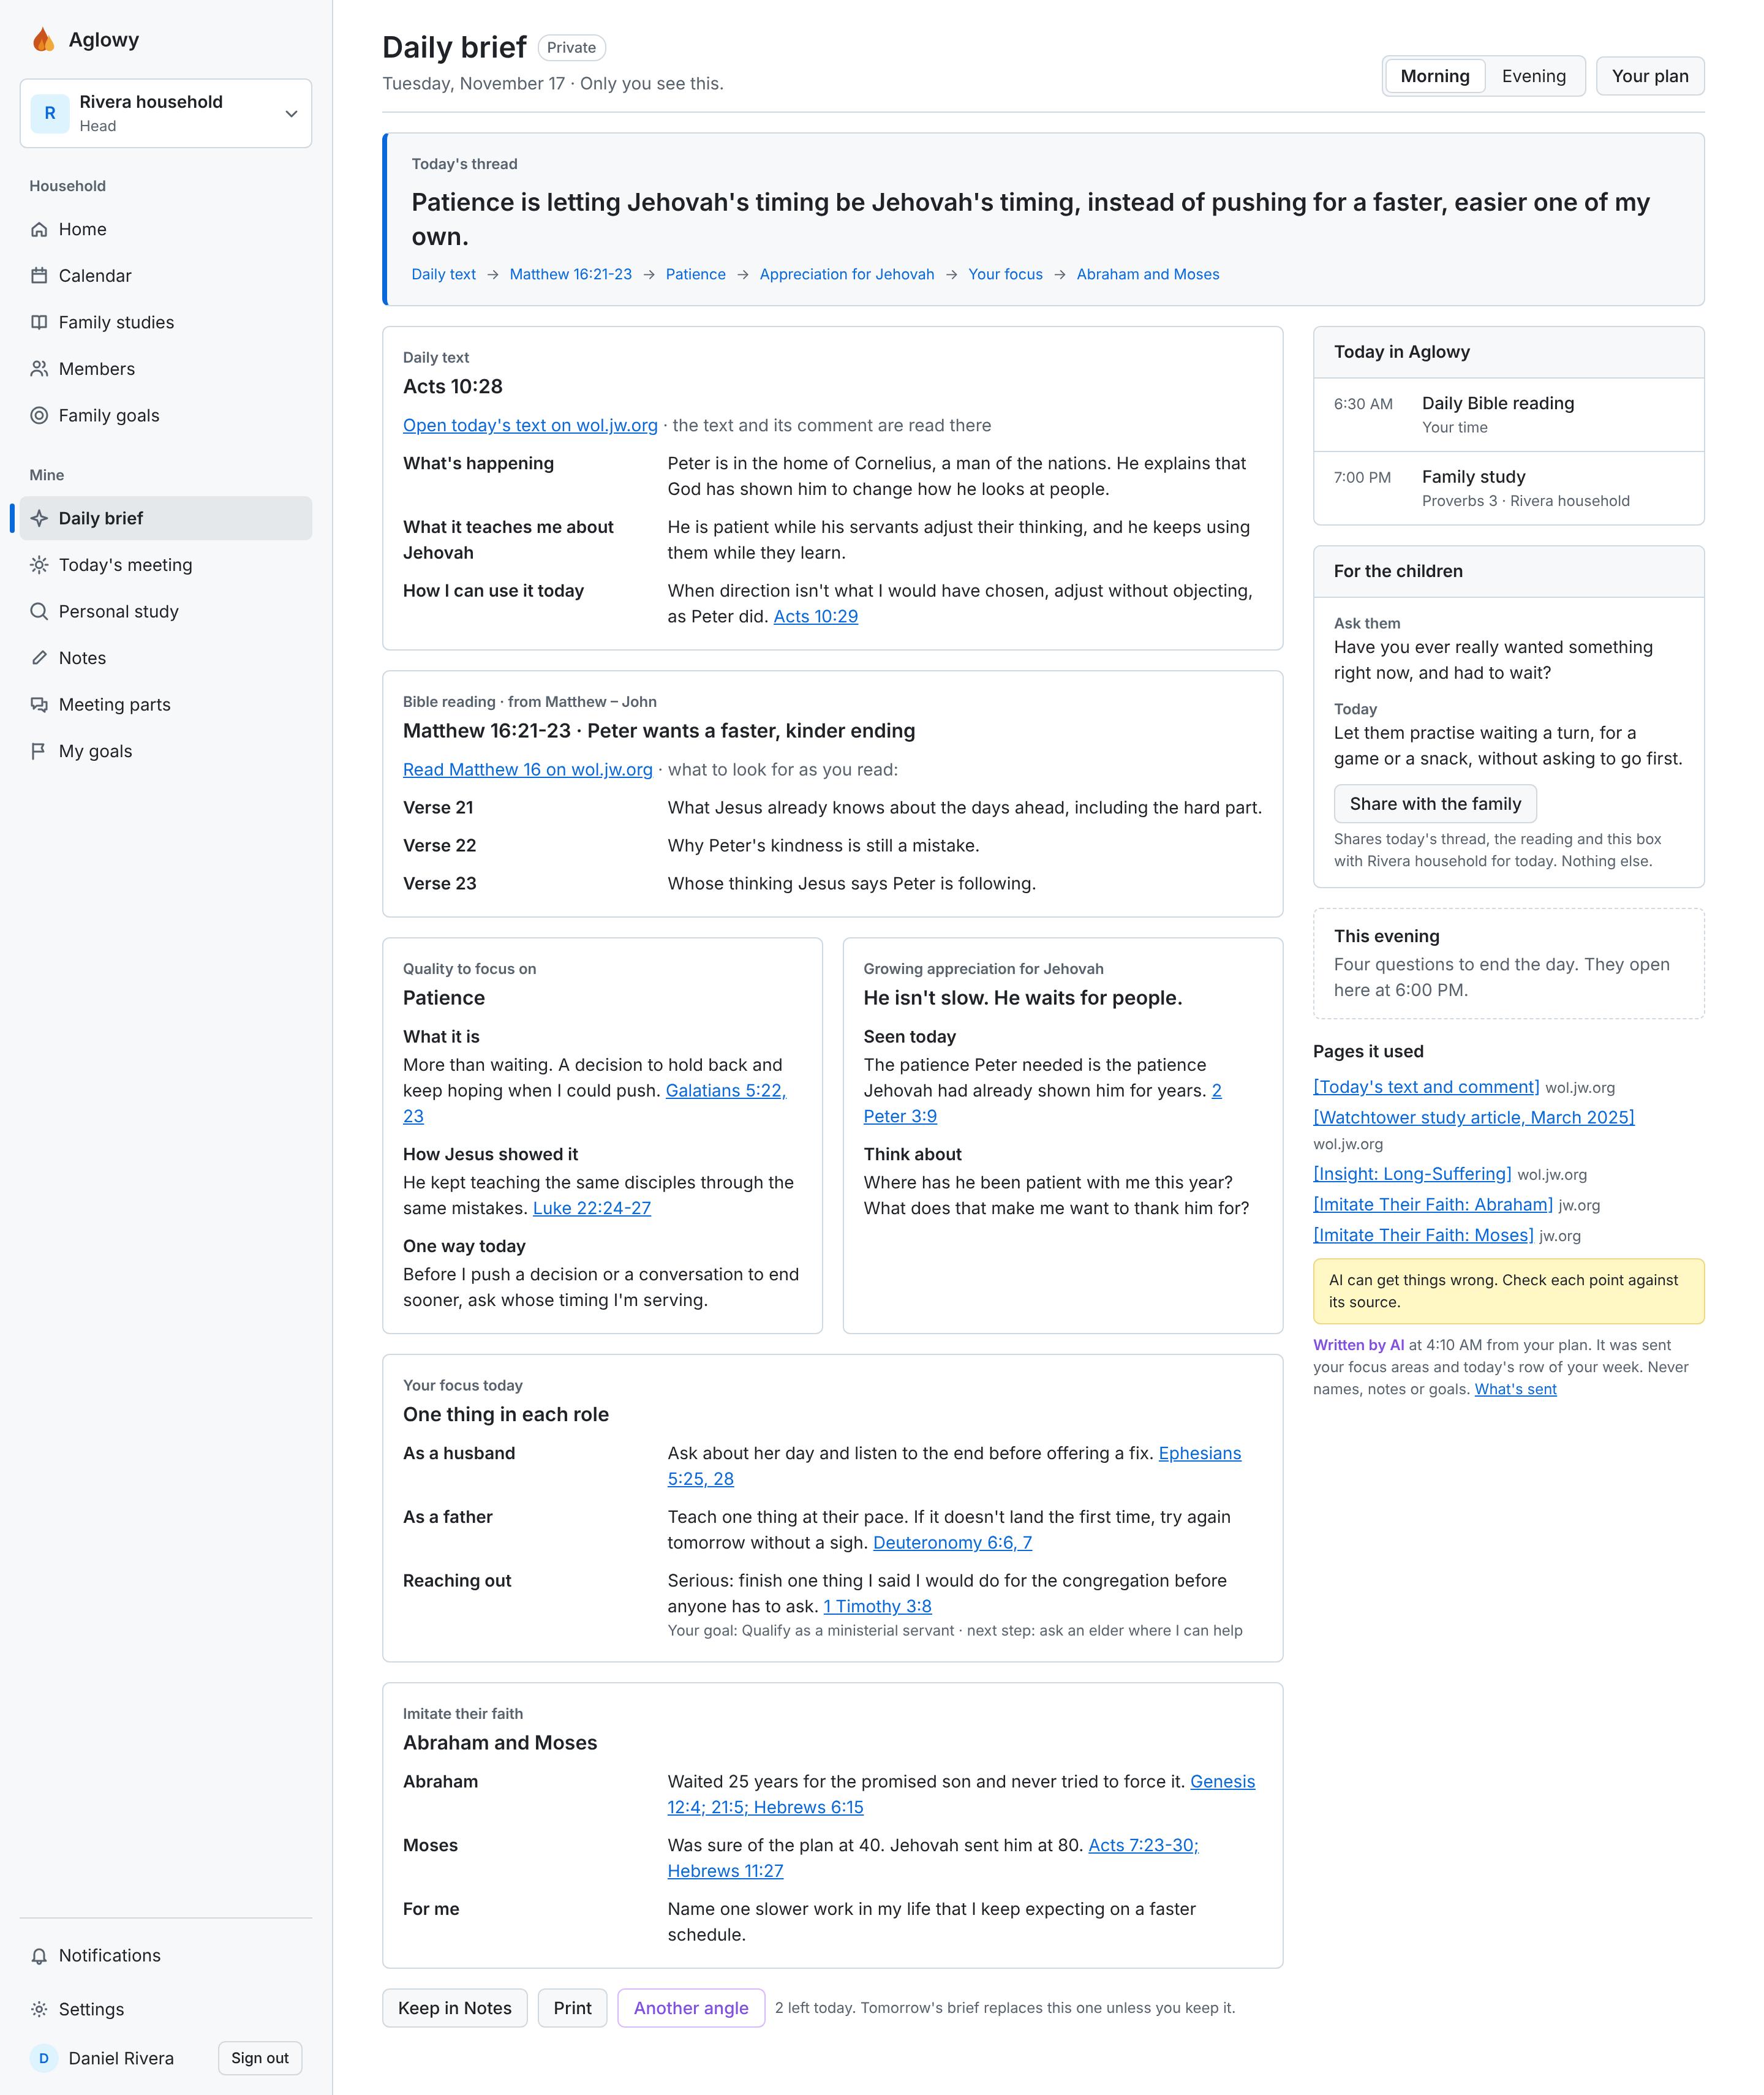 Aglowy
R
Rivera household
Head
Household
Home
Calendar
Family studies
Members
Family goals
Mine
Daily brief
Today's meeting
Personal study
Notes
Meeting parts
My goals
Notifications
Settings
D
Daniel Rivera
Sign out
Daily brief
Private
Tuesday, November 17 · Only you see this.
Morning
Evening
Your plan
Today's thread
Patience is letting Jehovah's timing be Jehovah's timing, instead of pushing for a faster, easier one of my
own.
Daily text → Matthew 16:21-23 → Patience → Appreciation for Jehovah → Your focus → Abraham and Moses
Daily text
Acts 10:28
Open today's text on wol.jw.org · the text and its comment are read there
What's happening
Peter is in the home of Cornelius, a man of the nations. He explains that
God has shown him to change how he looks at people.
What it teaches me about
Jehovah
He is patient while his servants adjust their thinking, and he keeps using
them while they learn.
How I can use it today
When direction isn't what I would have chosen, adjust without objecting,
as Peter did. Acts 10:29
Bible reading · from Matthew – John
Matthew 16:21-23 · Peter wants a faster, kinder ending
Read Matthew 16 on wol.jw.org · what to look for as you read:
Verse 21
What Jesus already knows about the days ahead, including the hard part.
Verse 22
Why Peter's kindness is still a mistake.
Verse 23
Whose thinking Jesus says Peter is following.
Quality to focus on
Patience
What it is
More than waiting. A decision to hold back and
keep hoping when I could push. Galatians 5:22,
23
How Jesus showed it
He kept teaching the same disciples through the
same mistakes. Luke 22:24-27
One way today
Before I push a decision or a conversation to end
sooner, ask whose timing I'm serving.
Growing appreciation for Jehovah
He isn't slow. He waits for people.
Seen today
The patience Peter needed is the patience
Jehovah had already shown him for years. 2
Peter 3:9
Think about
Where has he been patient with me this year?
What does that make me want to thank him for?
Your focus today
One thing in each role
As a husband
Ask about her day and listen to the end before offering a fix. Ephesians
5:25, 28
As a father
Teach one thing at their pace. If it doesn't land the first time, try again
tomorrow without a sigh. Deuteronomy 6:6, 7
Reaching out
Serious: finish one thing I said I would do for the congregation before
anyone has to ask. 1 Timothy 3:8
Your goal: Qualify as a ministerial servant · next step: ask an elder where I can help
Imitate their faith
Abraham and Moses
Abraham
Waited 25 years for the promised son and never tried to force it. Genesis
12:4; 21:5; Hebrews 6:15
Moses
Was sure of the plan at 40. Jehovah sent him at 80. Acts 7:23-30;
Hebrews 11:27
For me
Name one slower work in my life that I keep expecting on a faster
schedule.
Keep in Notes
Print
Another angle
2 left today. Tomorrow's brief replaces this one unless you keep it.
Today in Aglowy
6:30 AM
Daily Bible reading
Your time
7:00 PM
Family study
Proverbs 3 · Rivera household
For the children
Ask them
Have you ever really wanted something
right now, and had to wait?
Today
Let them practise waiting a turn, for a
game or a snack, without asking to go first.
Share with the family
Shares today's thread, the reading and this box
with Rivera household for today. Nothing else.
This evening
Four questions to end the day. They open
here at 6:00 PM.
Pages it used
[Today's text and comment] wol.jw.org
[Watchtower study article, March 2025]
wol.jw.org
[Insight: Long-Suffering] wol.jw.org
[Imitate Their Faith: Abraham] jw.org
[Imitate Their Faith: Moses] jw.org
AI can get things wrong. Check each point against
its source.
Written by AI at 4:10 AM from your plan. It was sent
your focus areas and today's row of your week. Never
names, notes or goals. What's sent